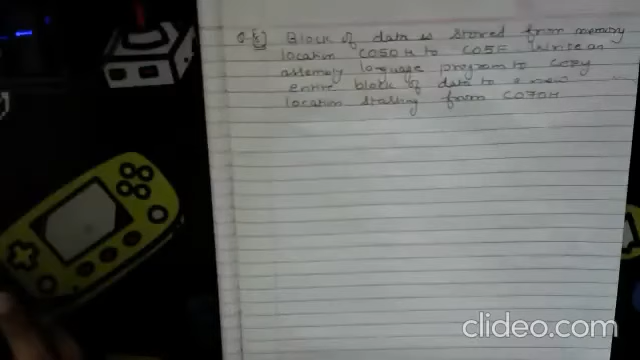 Q.5] Block of data is stored from memory
location C050H to C05F write an
assembly language program to copy
entire block of data to a new
location starting from C070H
clideo.com